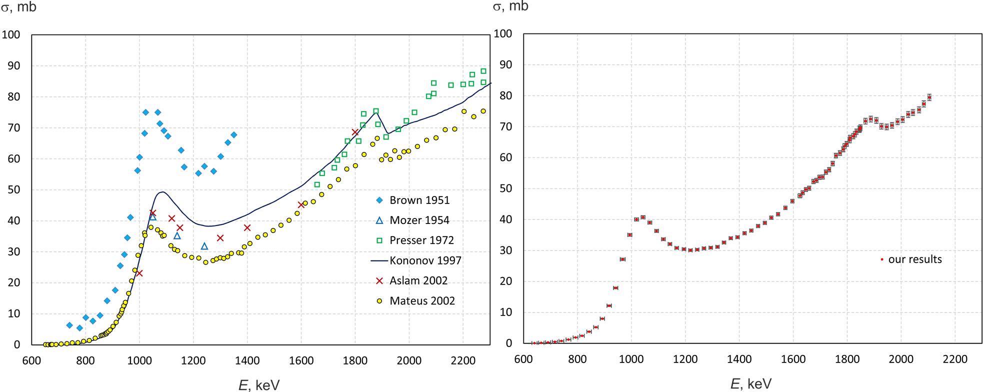 σ, mb
100
90
80
70
60
50
40
30
20
10
0
600 800 1000 1200 1400 1600 1800 2000 2200
E, keV
Brown 1951
Mozer 1954
Presser 1972
Kononov 1997
Aslam 2002
Mateus 2002
σ, mb
100
90
80
70
60
50
40
30
20
10
0
600 800 1000 1200 1400 1600 1800 2000 2200
E, keV
our results